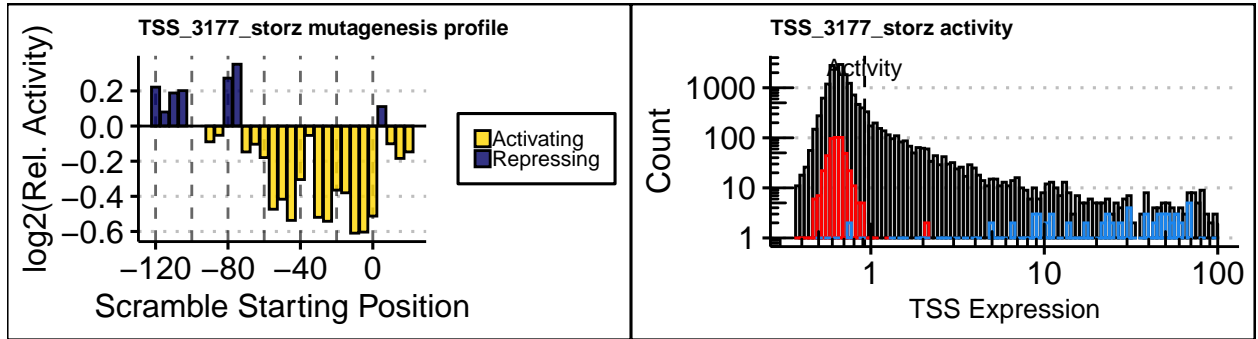 TSS_3177_storz mutagenesis profile
log2(Rel. Activity)
0.2
0.0
−0.2
−0.4
−0.6
−120 −80 −40 0
Scramble Starting Position
Activating
Repressing
TSS_3177_storz activity
Activity
Count
1000
100
10
1
1 10 100
TSS Expression